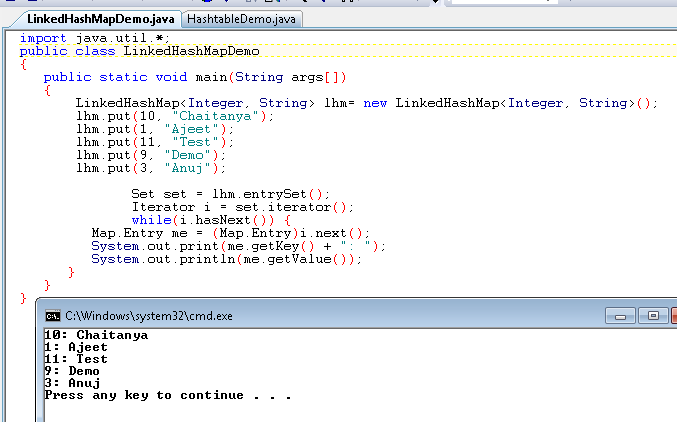 LinkedHashMapDemo.java HashtableDemo.java
import java.util.*;
public class LinkedHashMapDemo
{
public static void main(String args[])
{
LinkedHashMap<Integer, String> lhm= new LinkedHashMap<Integer, String>();
lhm.put(10, "Chaitanya");
lhm.put(1, "Ajeet");
lhm.put(11, "Test");
lhm.put(9, "Demo");
lhm.put(3, "Anuj");
Set set = lhm.entrySet();
Iterator i = set.iterator();
while(i.hasNext()) {
Map.Entry me = (Map.Entry)i.next();
System.out.print(me.getKey() + ": ");
System.out.println(me.getValue());
}
}
}
C:\Windows\system32\cmd.exe
10: Chaitanya
1: Ajeet
11: Test
9: Demo
3: Anuj
Press any key to continue . . .